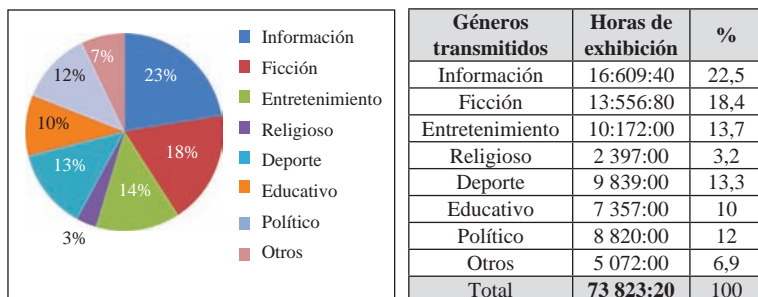 7%
12%
23%
10%
18%
13%
14%
3%
Información
Ficción
Entretenimiento
Religioso
Deporte
Educativo
Político
Otros
Géneros transmitidos Horas de exhibición %
Información 16:609:40 22,5
Ficción 13:556:80 18,4
Entretenimiento 10:172:00 13,7
Religioso 2 397:00 3,2
Deporte 9 839:00 13,3
Educativo 7 357:00 10
Político 8 820:00 12
Otros 5 072:00 6,9
Total 73 823:20 100